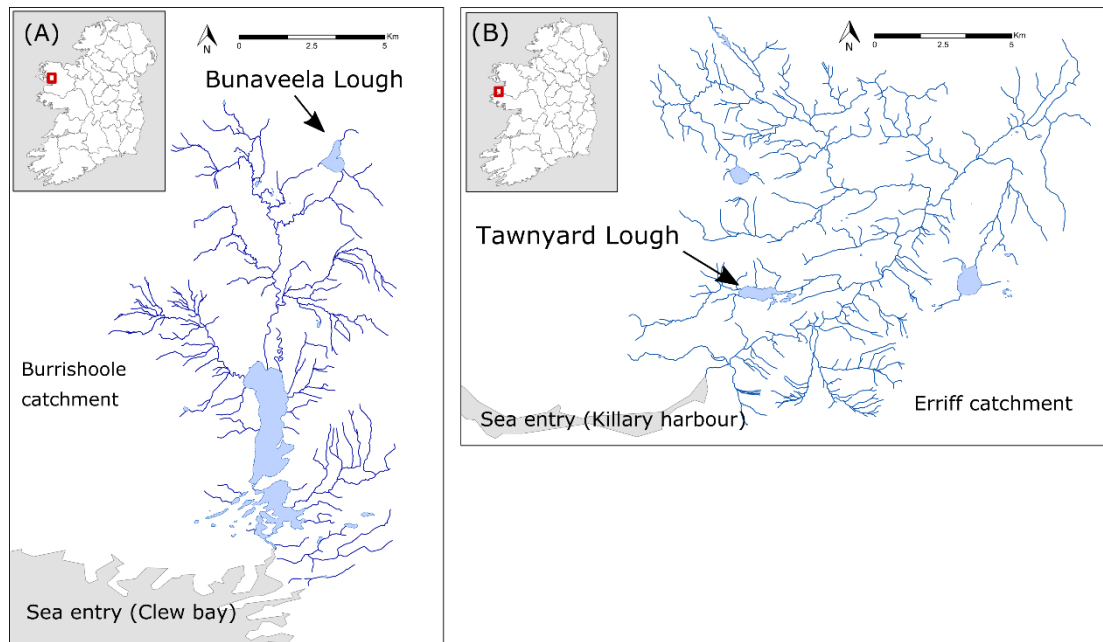 (A)
N
0
2.5
5
Km
Bunaveela Lough
Burrishoole
catchment
Sea entry (Clew bay)
(B)
N
0
2.5
5
Km
Tawnyard Lough
Sea entry (Killary harbour)
Erriff catchment